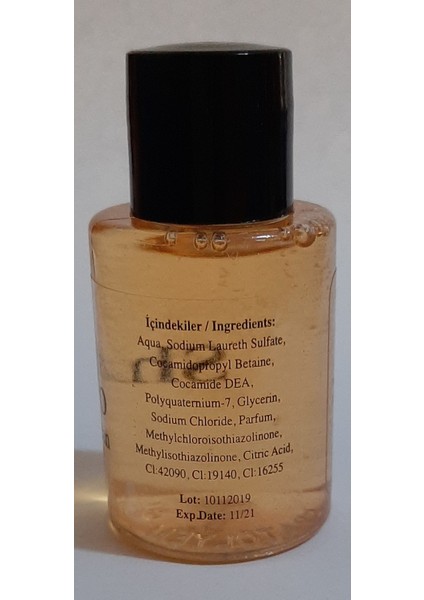 İçindekiler / Ingredients:
Aqua, Sodium Laureth Sulfate,
Cocamidopropyl Betaine,
Cocamide DEA,
Polyquaternium-7, Glycerin,
Sodium Chloride, Parfum,
Methylchloroisothiazolinone,
Methylisothiazolinone, Citric Acid,
Cl:42090, Cl:19140, Cl:16255
Lot: 10112019
Exp.Date: 11/21